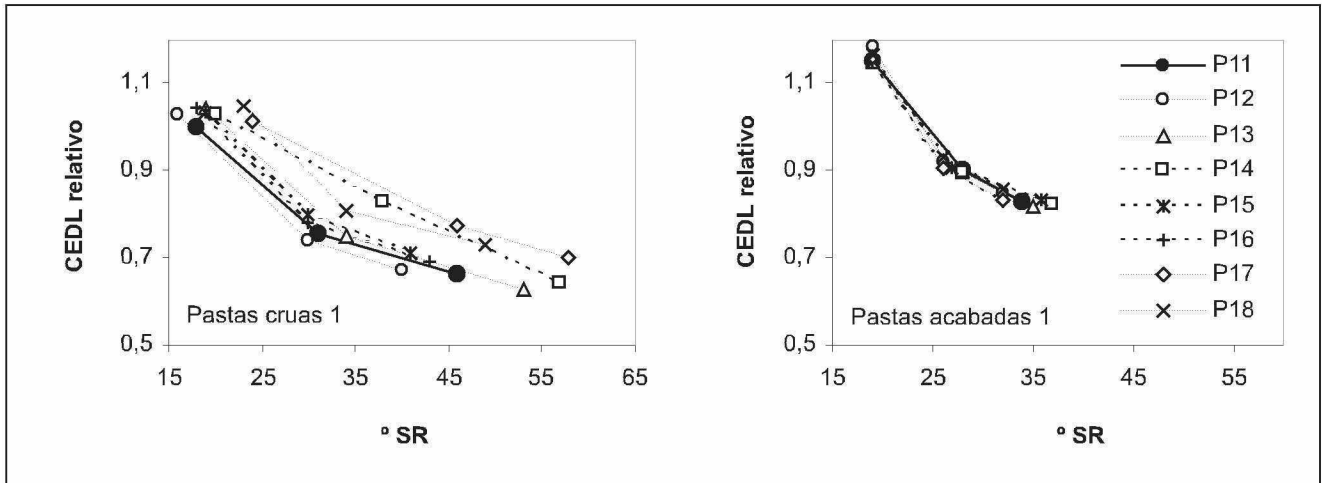 CEDL relativo
1,1
0,9
0,7
0,5
Pastas cruas 1
15 25 35 45 55 65
º SR
CEDL relativo
1,1
0,9
0,7
0,5
Pastas acabadas 1
15 25 35 45 55
º SR
P11
P12
P13
P14
P15
P16
P17
P18